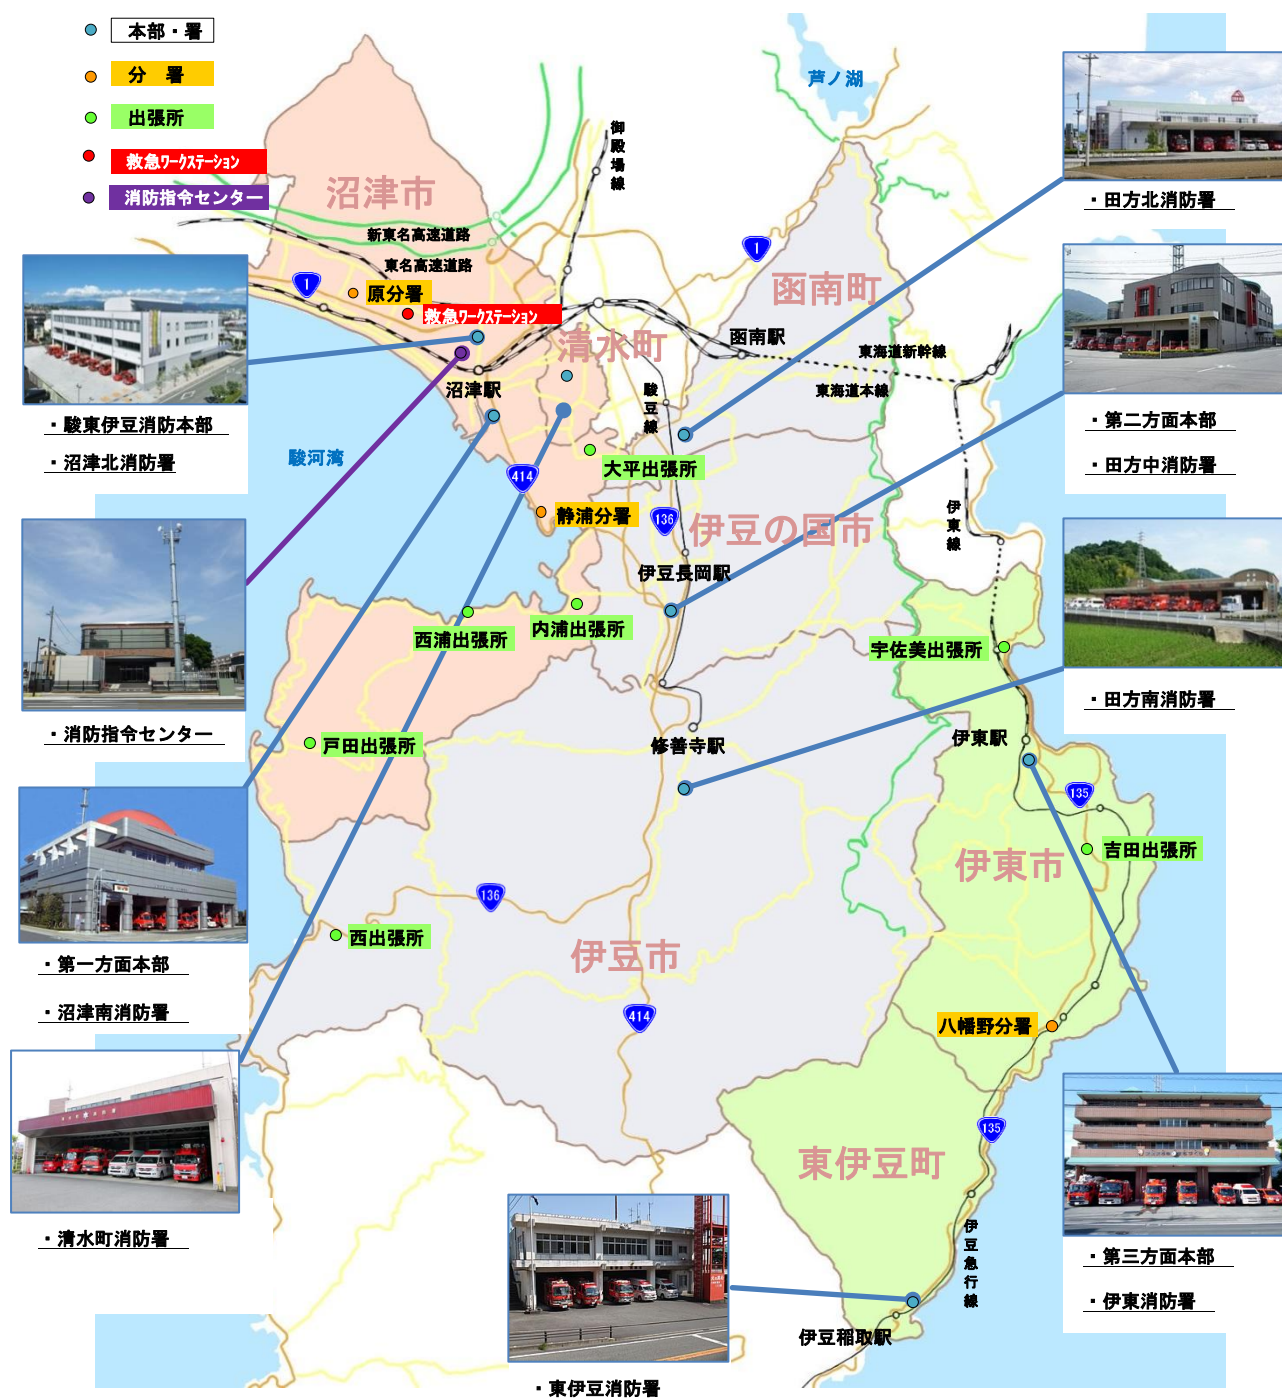 本部・署
分　署
出張所
救急ワークステーション
消防指令センター
芦ノ湖
御殿場線
沼津市
新東名高速道路
東名高速道路
1
1
原分署
救急ワークステーション
函南町
清水町
函南駅
東海道新幹線
東海道本線
沼津駅
駿豆線
・田方北消防署
・駿東伊豆消防本部
・沼津北消防署
駿河湾
414
大平出張所
静浦分署
136
伊豆の国市
伊東線
・第二方面本部
・田方中消防署
伊豆長岡駅
西浦出張所
内浦出張所
宇佐美出張所
・消防指令センター
戸田出張所
修善寺駅
伊東駅
・田方南消防署
135
吉田出張所
伊東市
136
西出張所
伊豆市
・第一方面本部
・沼津南消防署
414
八幡野分署
135
東伊豆町
伊豆急行線
・清水町消防署
・第三方面本部
・伊東消防署
伊豆稲取駅
・東伊豆消防署